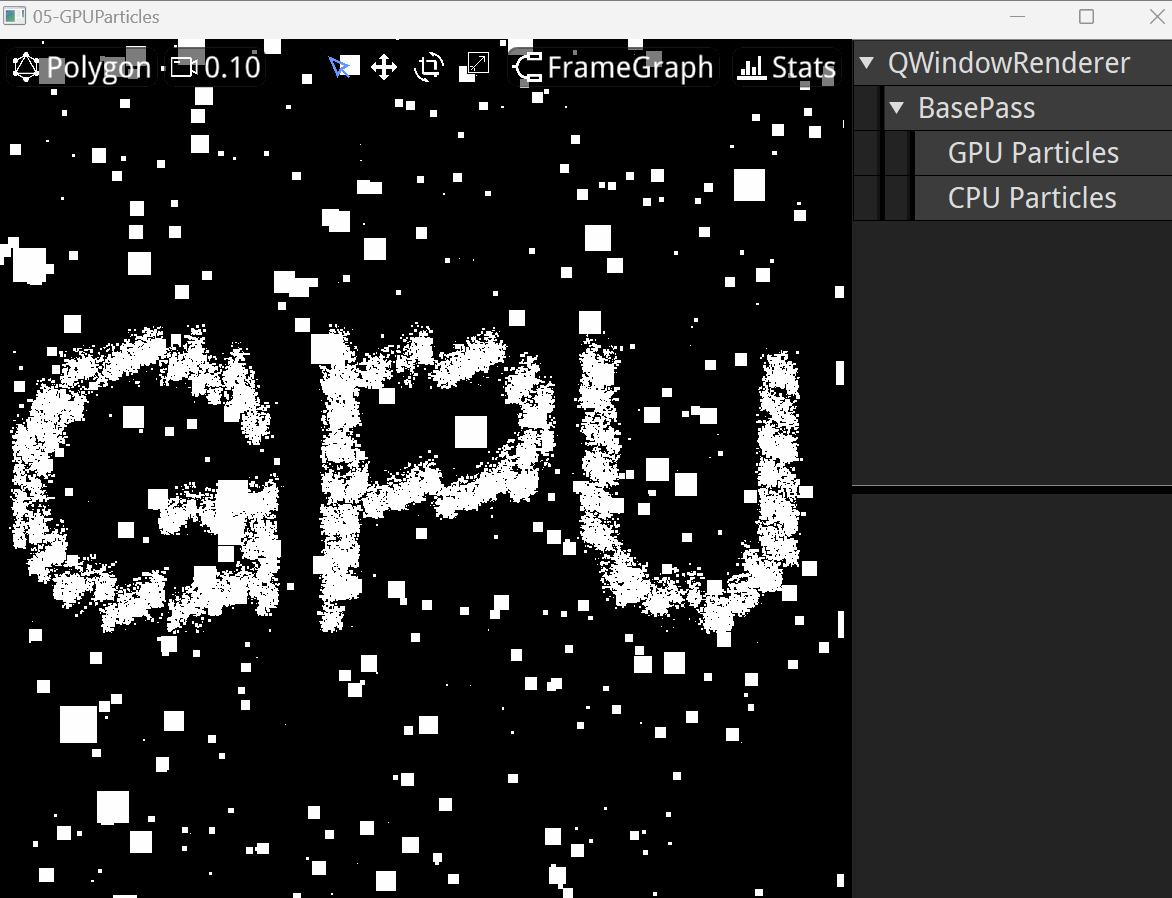 05-GPUParticles
Polygon 0.10 FrameGraph Stats
QWindowRenderer
BasePass
GPU Particles
CPU Particles
GPU